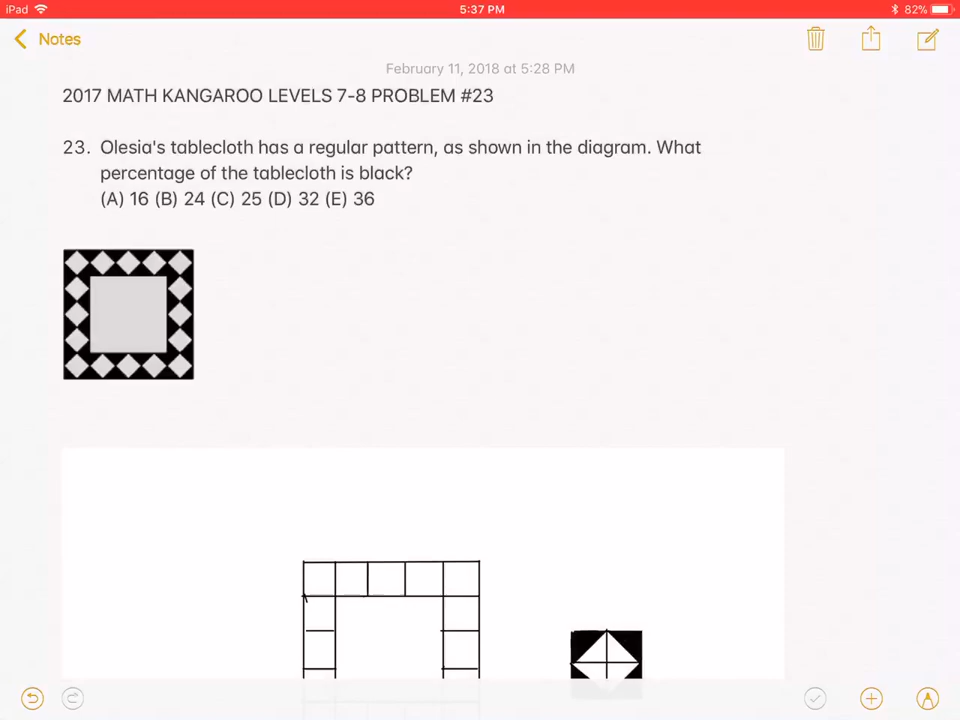 iPad 5:37 PM 82%
Notes
February 11, 2018 at 5:28 PM
2017 MATH KANGAROO LEVELS 7-8 PROBLEM #23
23. Olesia's tablecloth has a regular pattern, as shown in the diagram. What
percentage of the tablecloth is black?
(A) 16 (B) 24 (C) 25 (D) 32 (E) 36